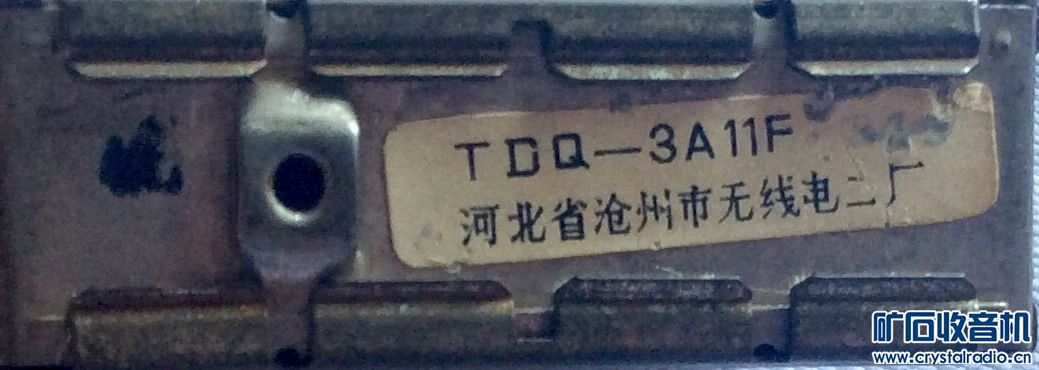 TDQ—3A11F
河北省沧州市无线电二厂
矿石收音机
www.crystalradio.cn